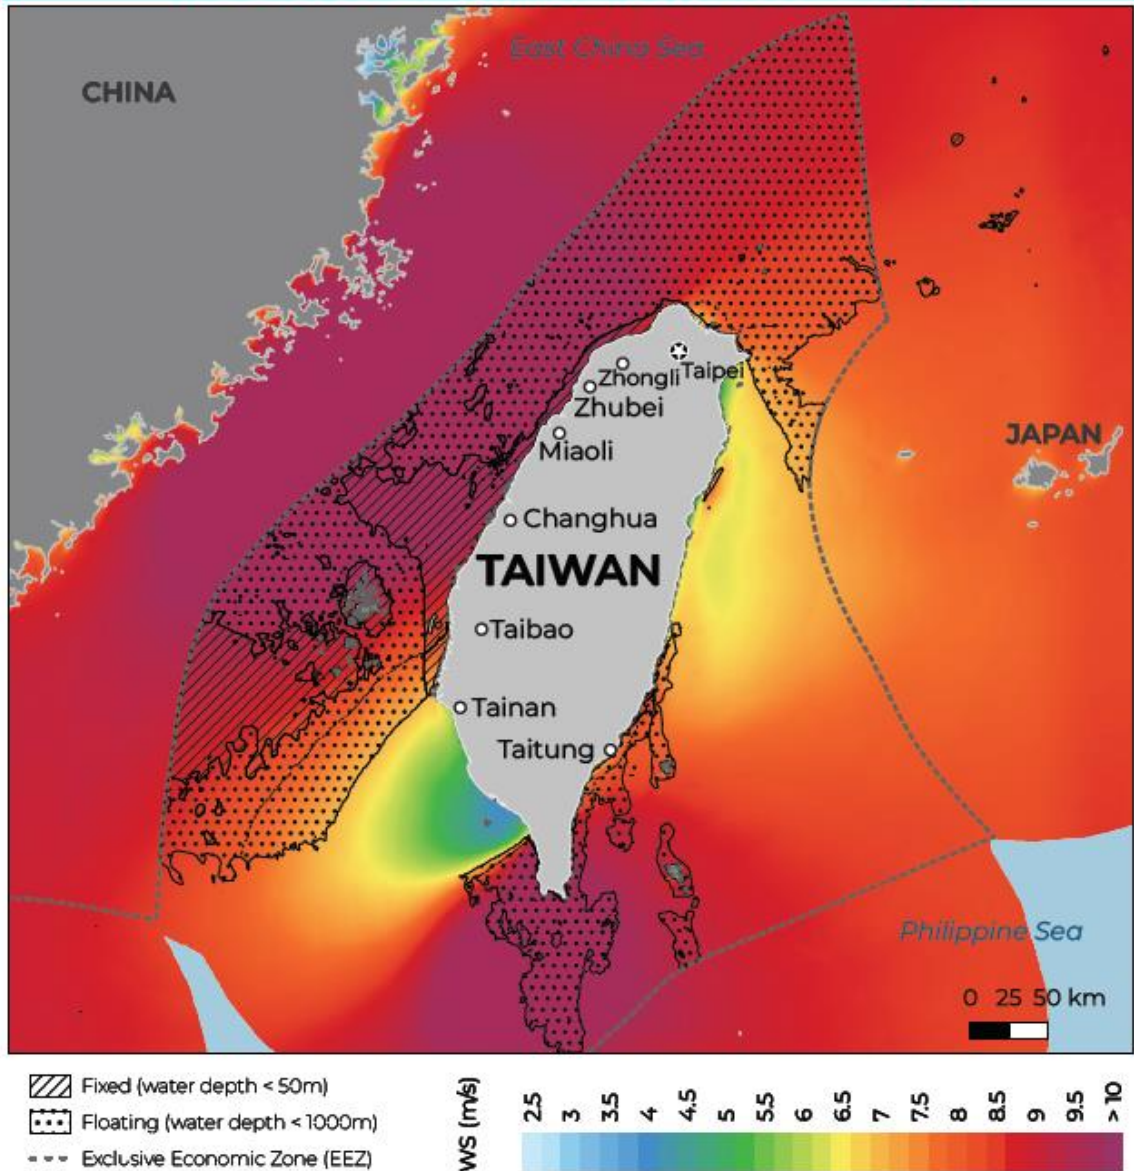 East China Sea
CHINA
Taipei
Zhongli
Zhubei
Miaoli
JAPAN
Changhua
TAIWAN
Taibao
Tainan
Taitung
Philippine Sea
0 25 50 km
Fixed (water depth < 50m)
Floating (water depth < 1000m)
Exclusive Economic Zone (EEZ)
WS (m/s)
2.5 3 3.5 4 4.5 5 5.5 6 6.5 7 7.5 8 8.5 9 9.5 > 10